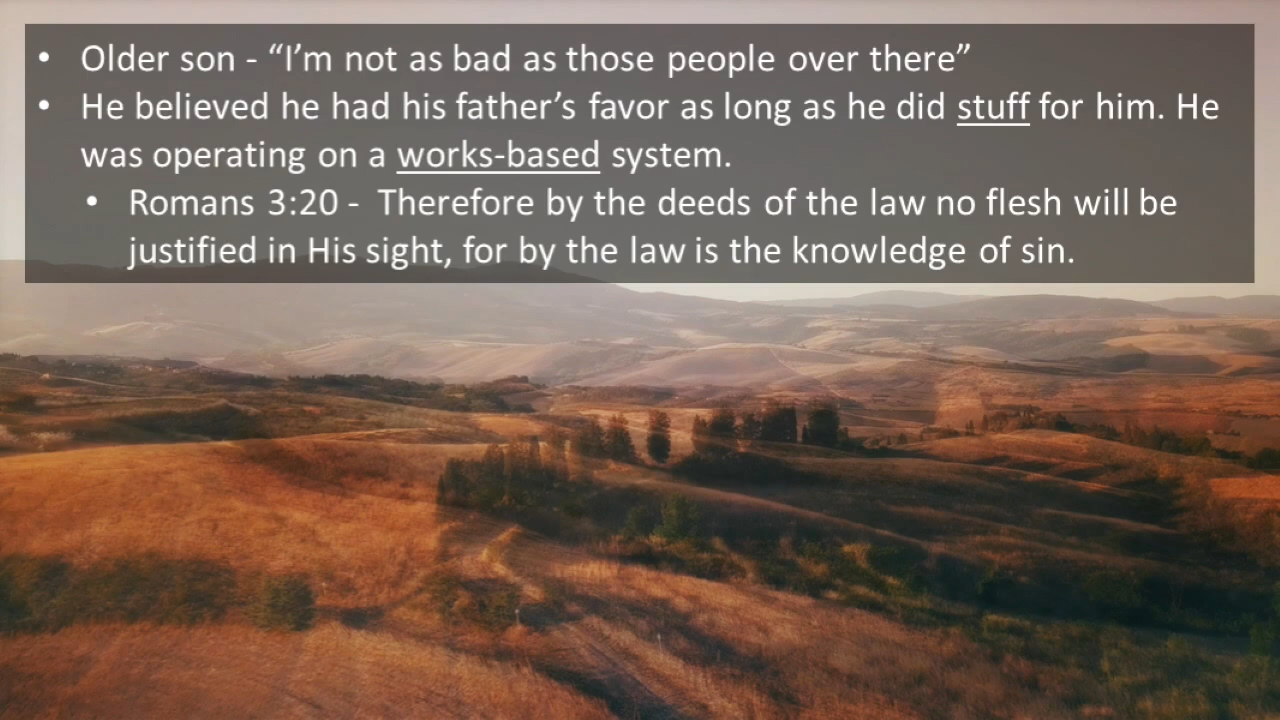 • Older son - “I’m not as bad as those people over there”
• He believed he had his father’s favor as long as he did stuff for him. He
was operating on a works-based system.
• Romans 3:20 -  Therefore by the deeds of the law no flesh will be
justified in His sight, for by the law is the knowledge of sin.